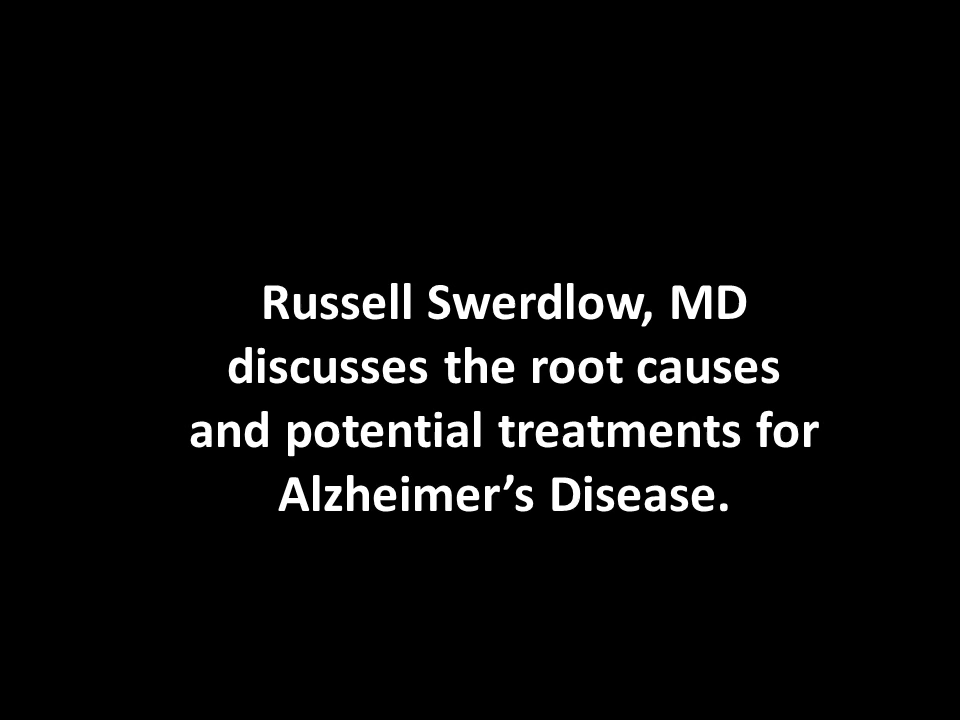 Russell Swerdlow, MD
discusses the root causes
and potential treatments for
Alzheimer’s Disease.